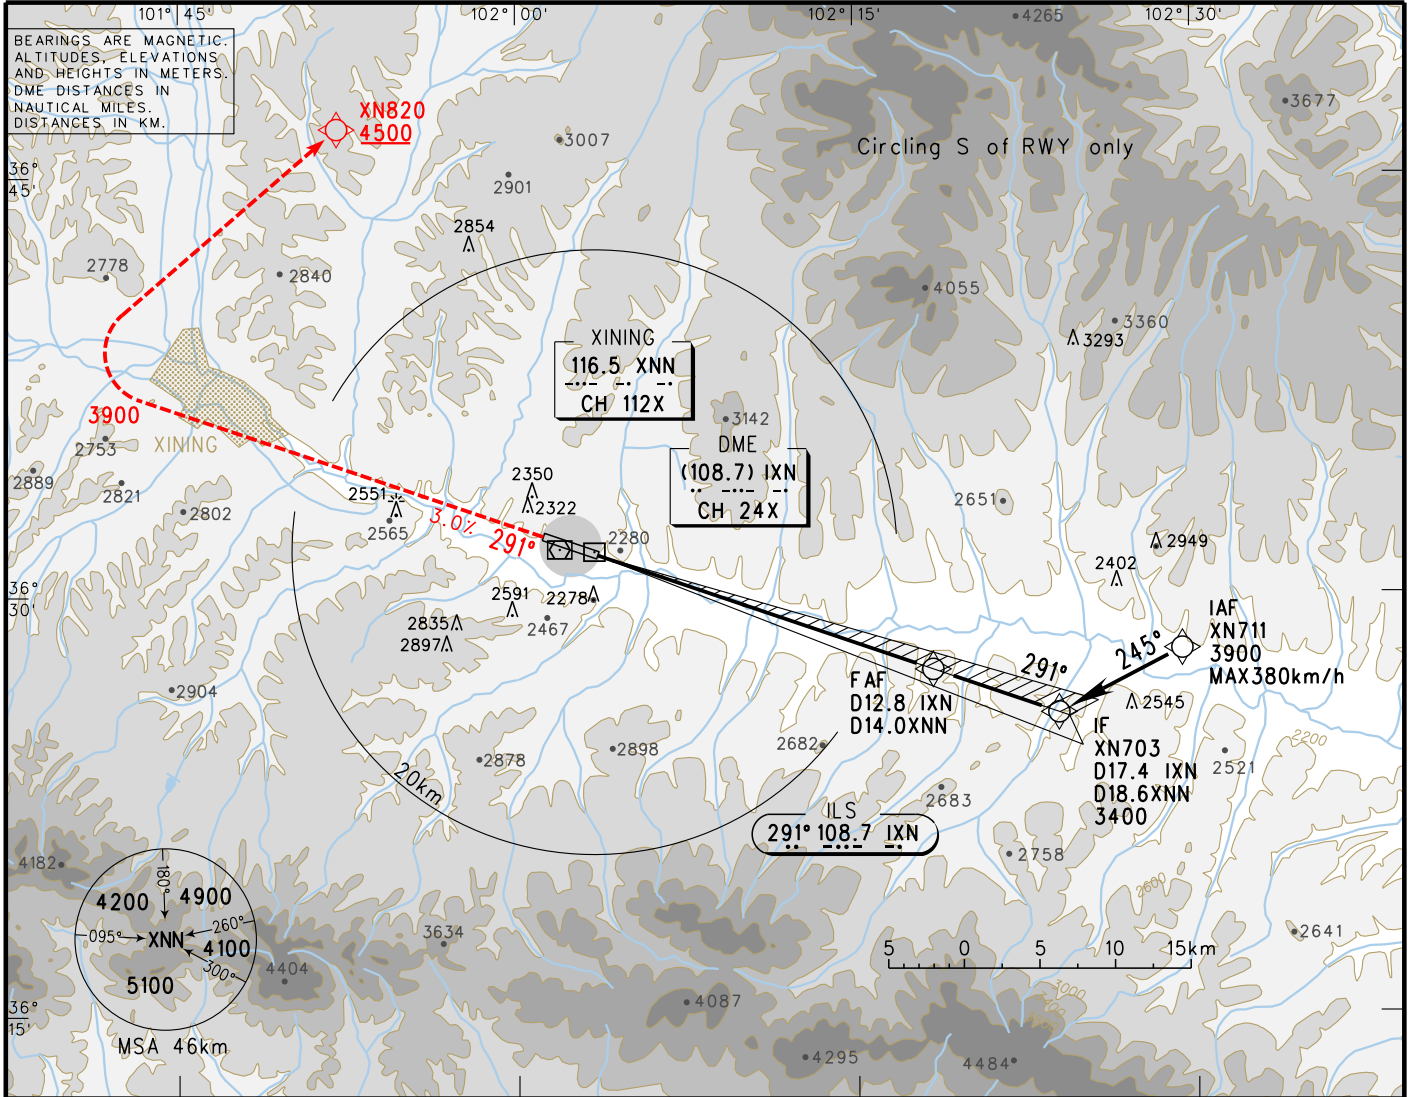 101° 45'
102° 00'
102° 15'
102° 30'
BEARINGS ARE MAGNETIC.
ALTITUDES, ELEVATIONS
AND HEIGHTS IN METERS.
DME DISTANCES IN
NAUTICAL MILES.
DISTANCES IN KM.
4265
XN820
4500
3677
3007
Circling S of RWY only
36°
45'
2901
2854
2778
2840
4055
3360
3293
XINING
116.5 XNN
CH 112X
3900
2753
XINING
3142
DME
(108.7) IXN
CH 24X
2889
2821
2802
2551
2565
2350
2322
3.0%
291°
2280
2651
2949
2402
36°
30'
2591
2278
2467
2835
2897
IAF
XN711
3900
MAX380km/h
245°
291°
FAF
D12.8 IXN
D14.0XNN
2545
2904
IF
XN703
D17.4 IXN
D18.6XNN
3400
2200
2521
2878
2898
2682
20km
2683
ILS
291° 108.7 IXN
2758
2600
4182
180°
4200
4900
095°
XNN
260°
4100
300°
5100
MSA 46km
3634
4404
2641
5 0 5 10 15km
4087
3000
36°
15'
4295
4484